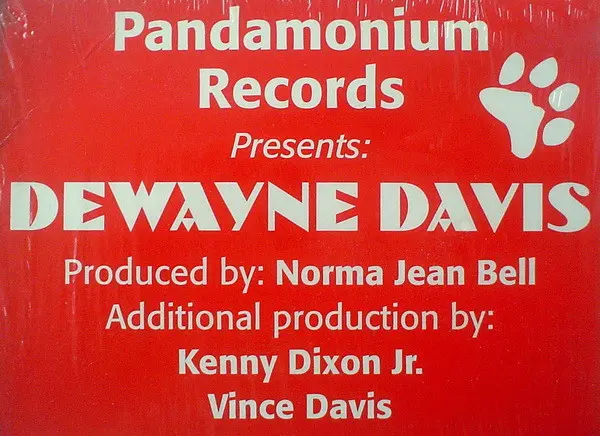 Pandamonium
Records
Presents:
DEWAYNE DAVIS
Produced by: Norma Jean Bell
Additional production by:
Kenny Dixon Jr.
Vince Davis